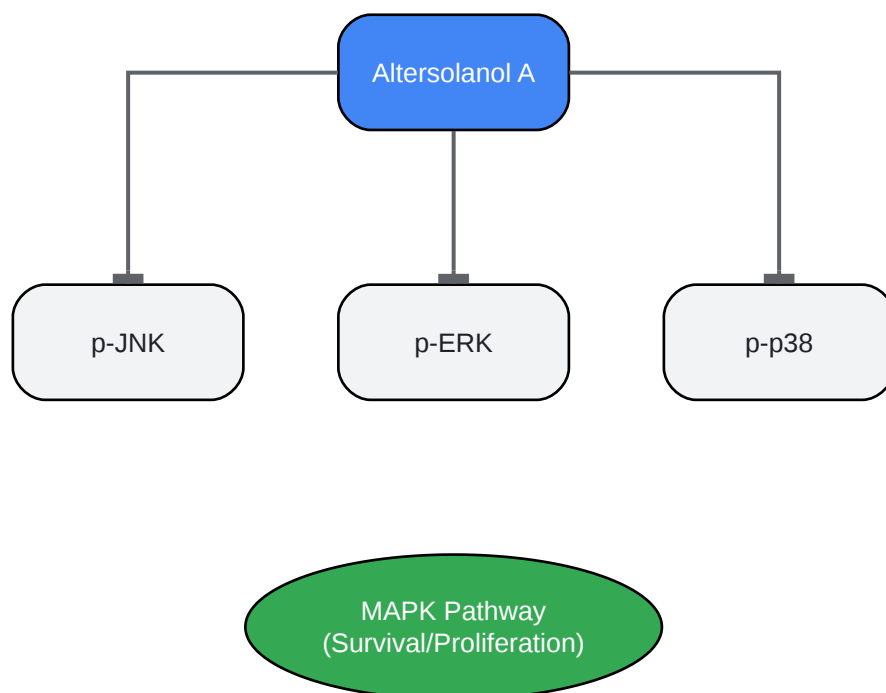 Altersolanol A
p-JNK
p-ERK
p-p38
MAPK Pathway
(Survival/Proliferation)